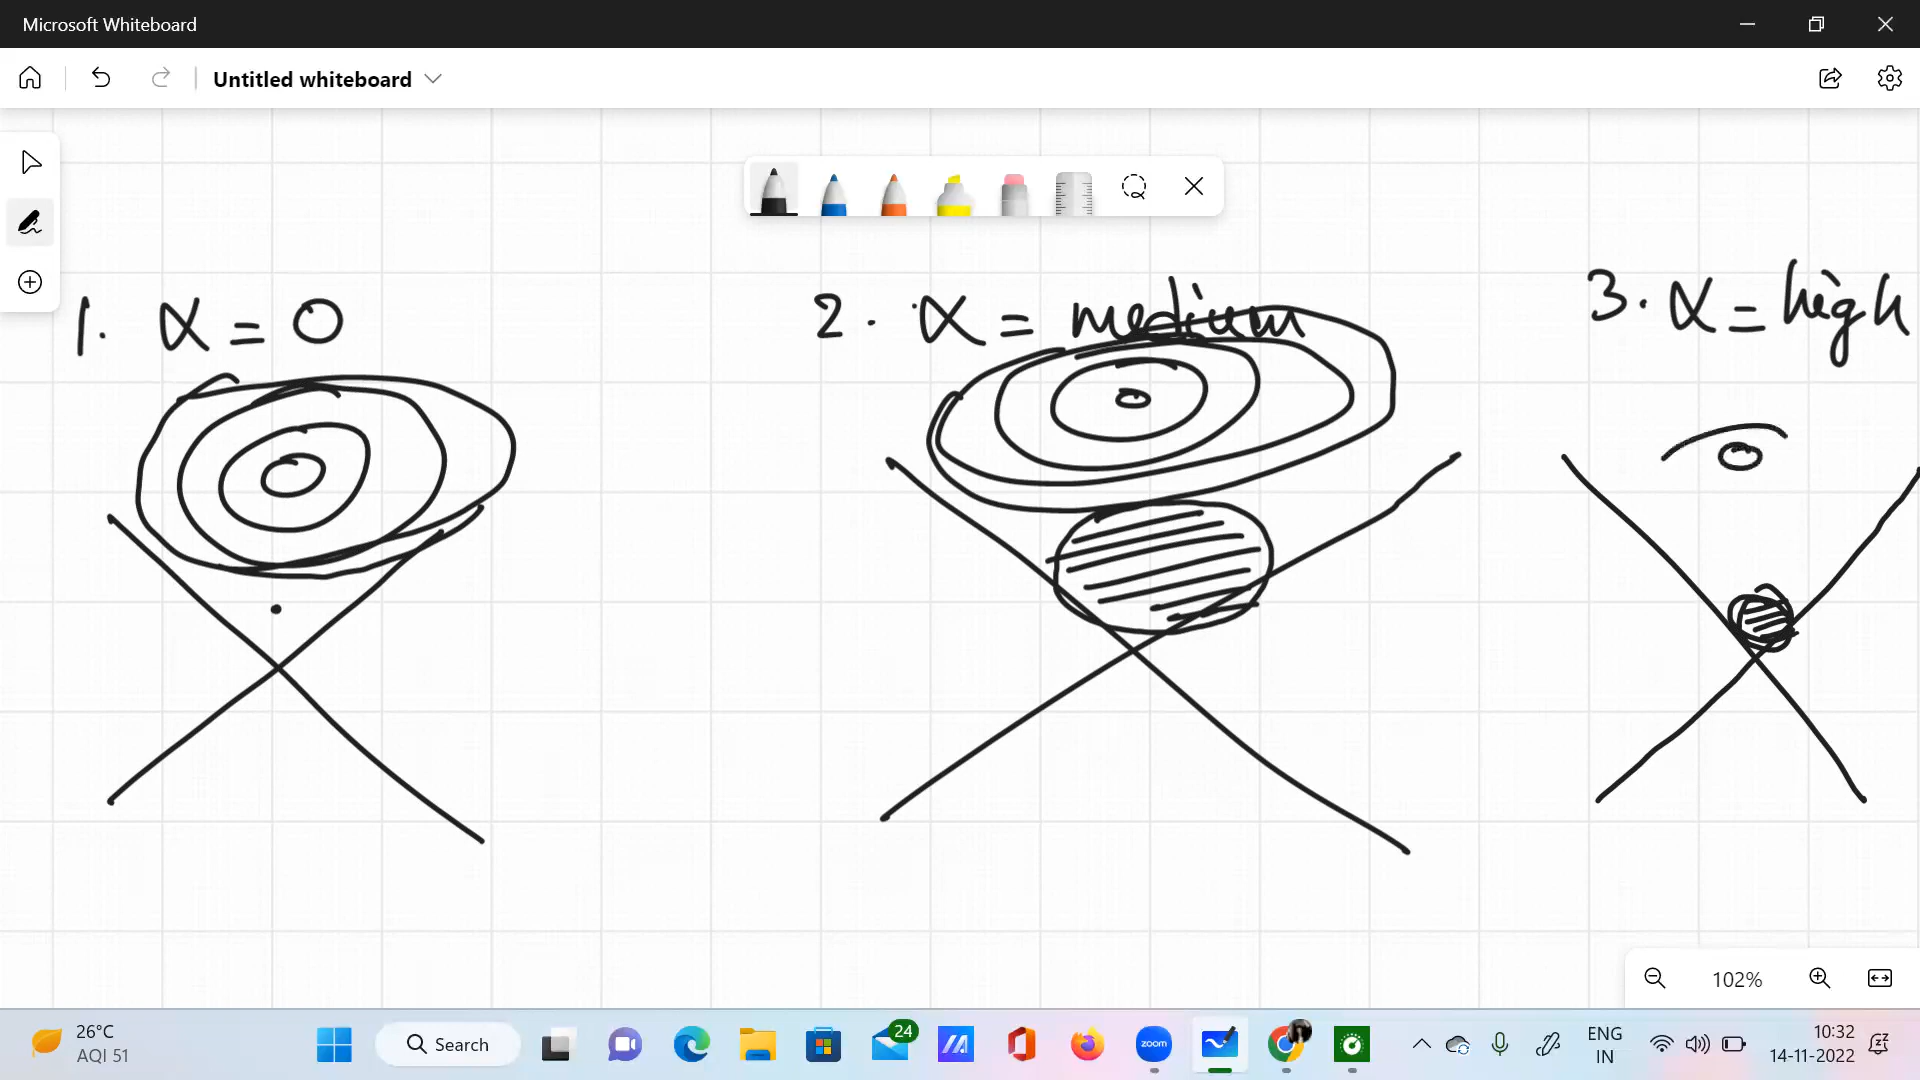 Microsoft Whiteboard
Untitled whiteboard
1. α = 0
2. α = medium
3. α = high
102%
26°C
AQI 51
Search
24
zoom
ENG
IN
10:32
14-11-2022